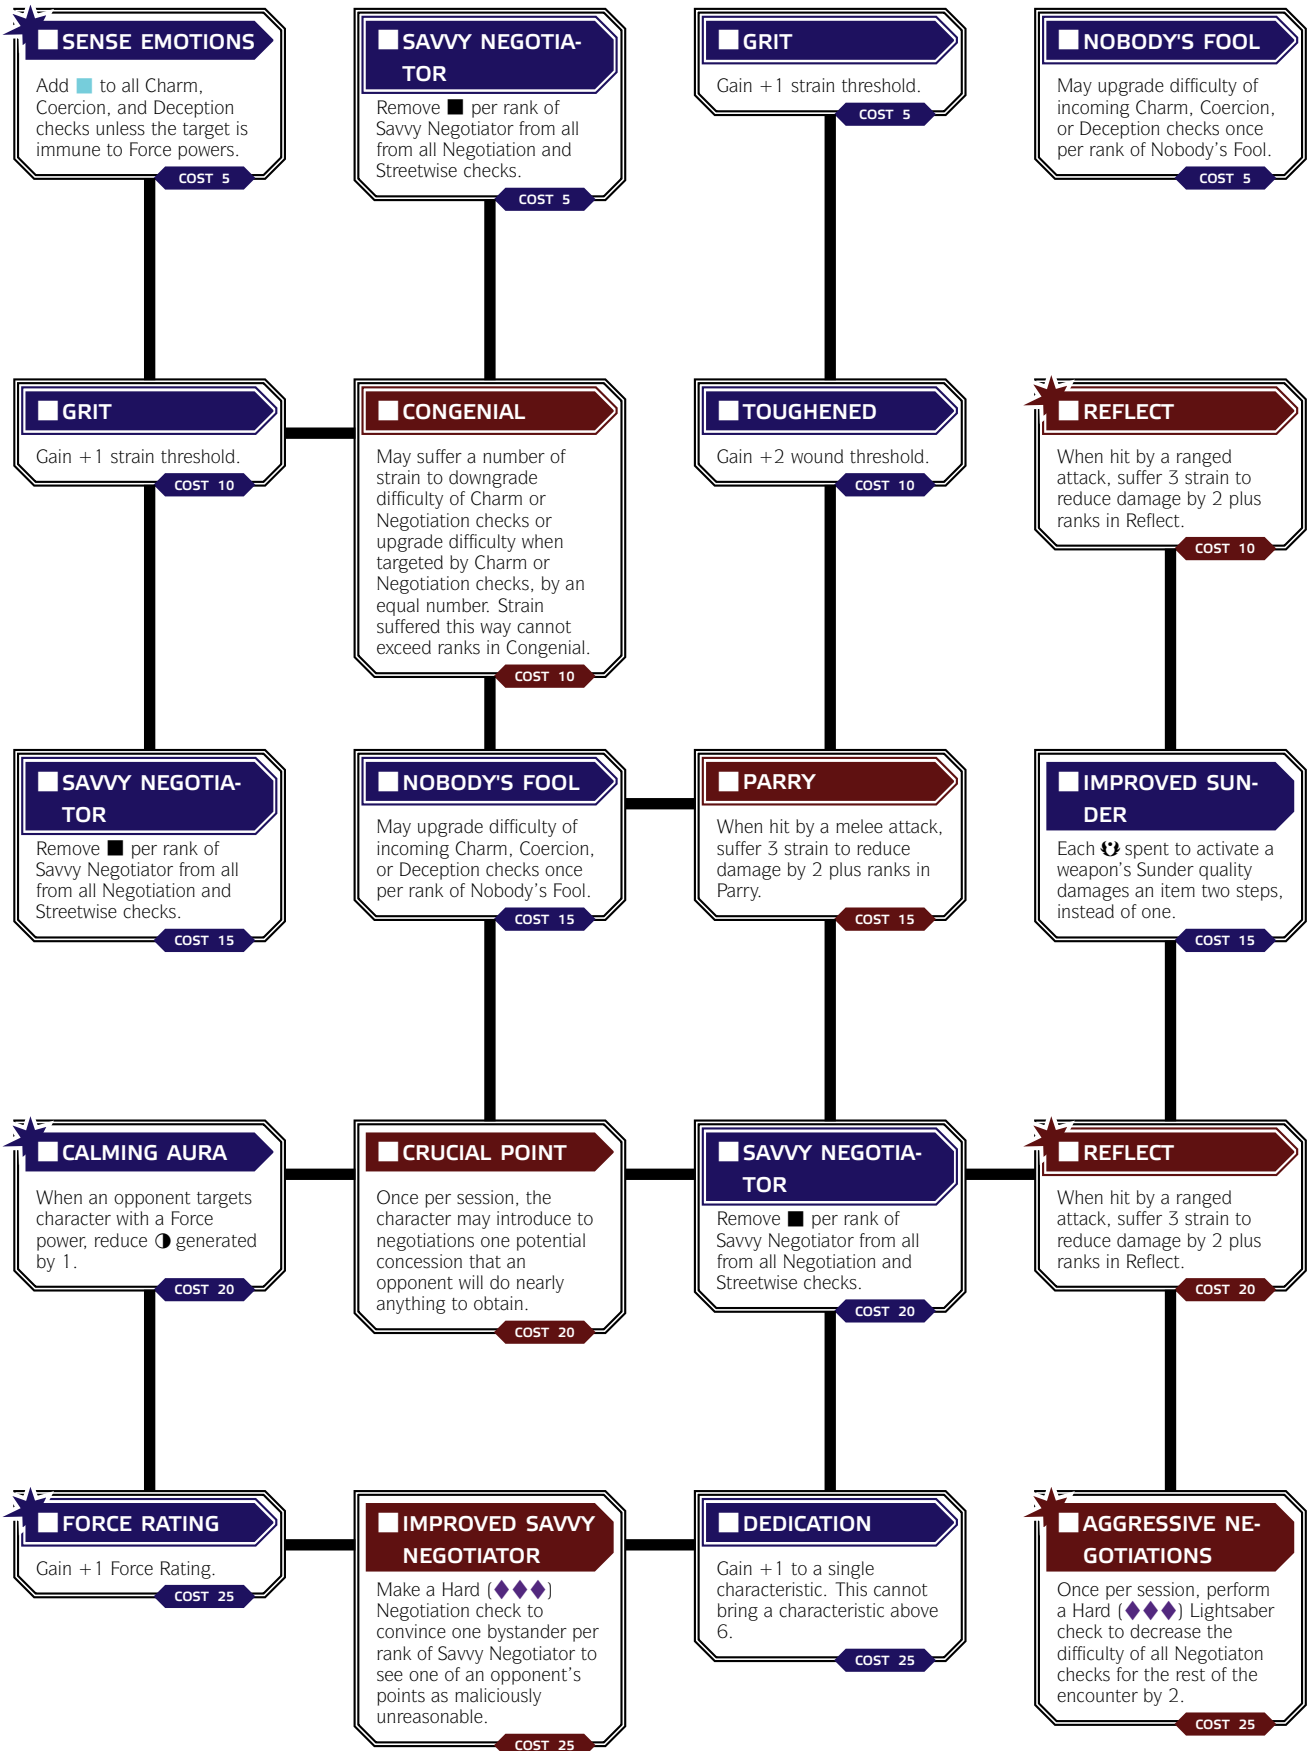 SENSE EMOTIONS
Add to all Charm,
Coercion, and Deception
checks unless the target is
immune to Force powers.
COST 5
SAVVY NEGOTIA-
TOR
Remove per rank of
Savvy Negotiator from all
from all Negotiation and
Streetwise checks.
COST 5
GRIT
Gain +1 strain threshold.
COST 5
NOBODY'S FOOL
May upgrade difficulty of
incoming Charm, Coercion,
or Deception checks once
per rank of Nobody's Fool.
COST 5
GRIT
Gain +1 strain threshold.
COST 10
CONGENIAL
May suffer a number of
strain to downgrade
difficulty of Charm or
Negotiation checks or
upgrade difficulty when
targeted by Charm or
Negotiation checks, by an
equal number. Strain
suffered this way cannot
exceed ranks in Congenial.
COST 10
TOUGHENED
Gain +2 wound threshold.
COST 10
REFLECT
When hit by a ranged
attack, suffer 3 strain to
reduce damage by 2 plus
ranks in Reflect.
COST 10
SAVVY NEGOTIA-
TOR
Remove per rank of
Savvy Negotiator from all
from all Negotiation and
Streetwise checks.
COST 15
NOBODY'S FOOL
May upgrade difficulty of
incoming Charm, Coercion,
or Deception checks once
per rank of Nobody's Fool.
COST 15
PARRY
When hit by a melee attack,
suffer 3 strain to reduce
damage by 2 plus ranks in
Parry.
COST 15
IMPROVED SUN-
DER
Each spent to activate a
weapon's Sunder quality
damages an item two steps,
instead of one.
COST 15
CALMING AURA
When an opponent targets
character with a Force
power, reduce generated
by 1.
COST 20
CRUCIAL POINT
Once per session, the
character may introduce to
negotiations one potential
concession that an
opponent will do nearly
anything to obtain.
COST 20
SAVVY NEGOTIA-
TOR
Remove per rank of
Savvy Negotiator from all
from all Negotiation and
Streetwise checks.
COST 20
REFLECT
When hit by a ranged
attack, suffer 3 strain to
reduce damage by 2 plus
ranks in Reflect.
COST 20
FORCE RATING
Gain +1 Force Rating.
COST 25
IMPROVED SAVVY
NEGOTIATOR
Make a Hard (♦♦♦)
Negotiation check to
convince one bystander per
rank of Savvy Negotiator to
see one of an opponent's
points as maliciously
unreasonable.
COST 25
DEDICATION
Gain +1 to a single
characteristic. This cannot
bring a characteristic above
6.
COST 25
AGGRESSIVE NE-
GOTIATIONS
Once per session, perform
a Hard (♦♦♦) Lightsaber
check to decrease the
difficulty of all Negotiaton
checks for the rest of the
encounter by 2.
COST 25